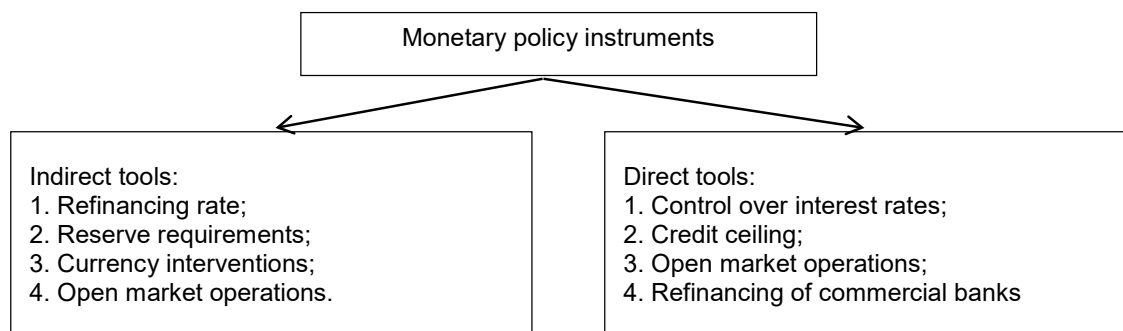 Monetary policy instruments
Indirect tools:
1. Refinancing rate;
2. Reserve requirements;
3. Currency interventions;
4. Open market operations.
Direct tools:
1. Control over interest rates;
2. Credit ceiling;
3. Open market operations;
4. Refinancing of commercial banks